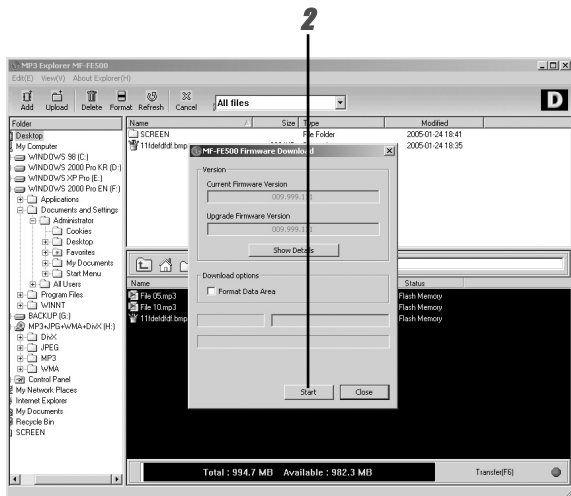 2
MP3 Explorer MF-FE500
Edit(E) View(V) About Explorer(H)
Add Upload Delete Format Refresh Cancel
All files
D
Folder
Desktop
My Computer
WINDOWS 98 (C:)
WINDOWS 2000 Pro KR (D:)
WINDOWS XP Pro (E:)
WINDOWS 2000 Pro EN (F:)
Applications
Documents and Settings
Administrator
Cookies
Desktop
Favorites
My Documents
Start Menu
All Users
Program Files
WINNT
BACKUP (G:)
MP3+JPG+WMA+DivX (H:)
DivX
JPEG
MP3
WMA
Control Panel
My Network Places
Internet Explorer
My Documents
Recycle Bin
SCREEN
Name Size Type Modified
SCREEN File Folder 2005-01-24 18:41
11fdefdfdf.bmp 2005-01-24 18:35
MF-FE500 Firmware Download
Version
Current Firmware Version
Upgrade Firmware Version
Show Details
Download options
Format Data Area
Start Close
Name Status
File 05.mp3 Flash Memory
File 10.mp3 Flash Memory
11fdefdfdf.bmp Flash Memory
Total : 994.7 MB Available : 982.3 MB
Transfer(F6)